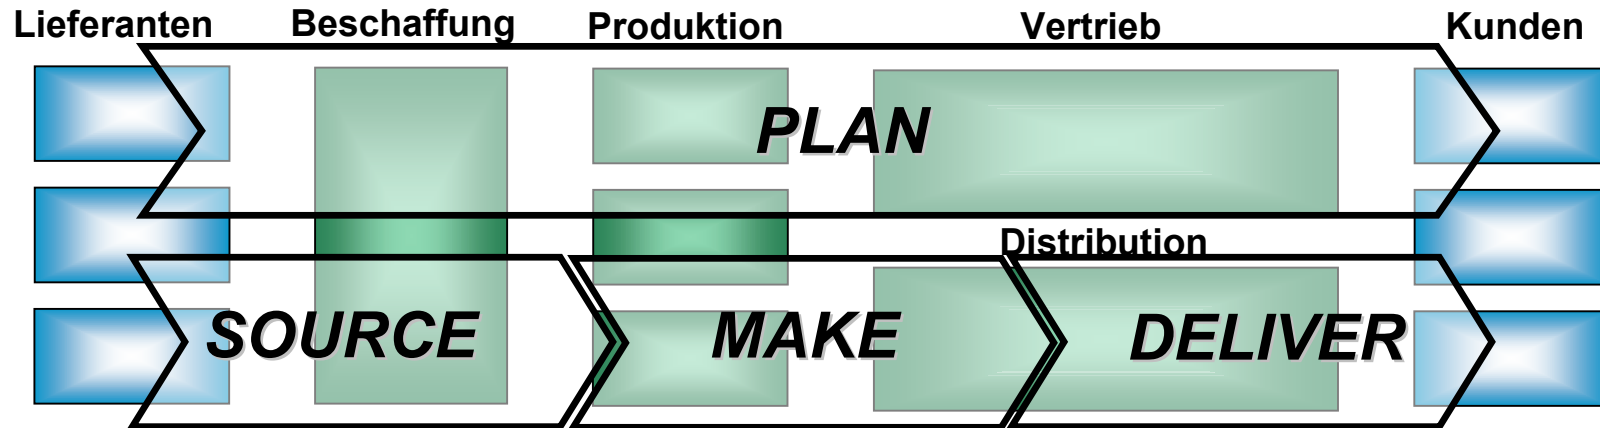 Lieferanten Beschaffung Produktion Vertrieb Kunden
PLAN
Distribution
SOURCE MAKE DELIVER